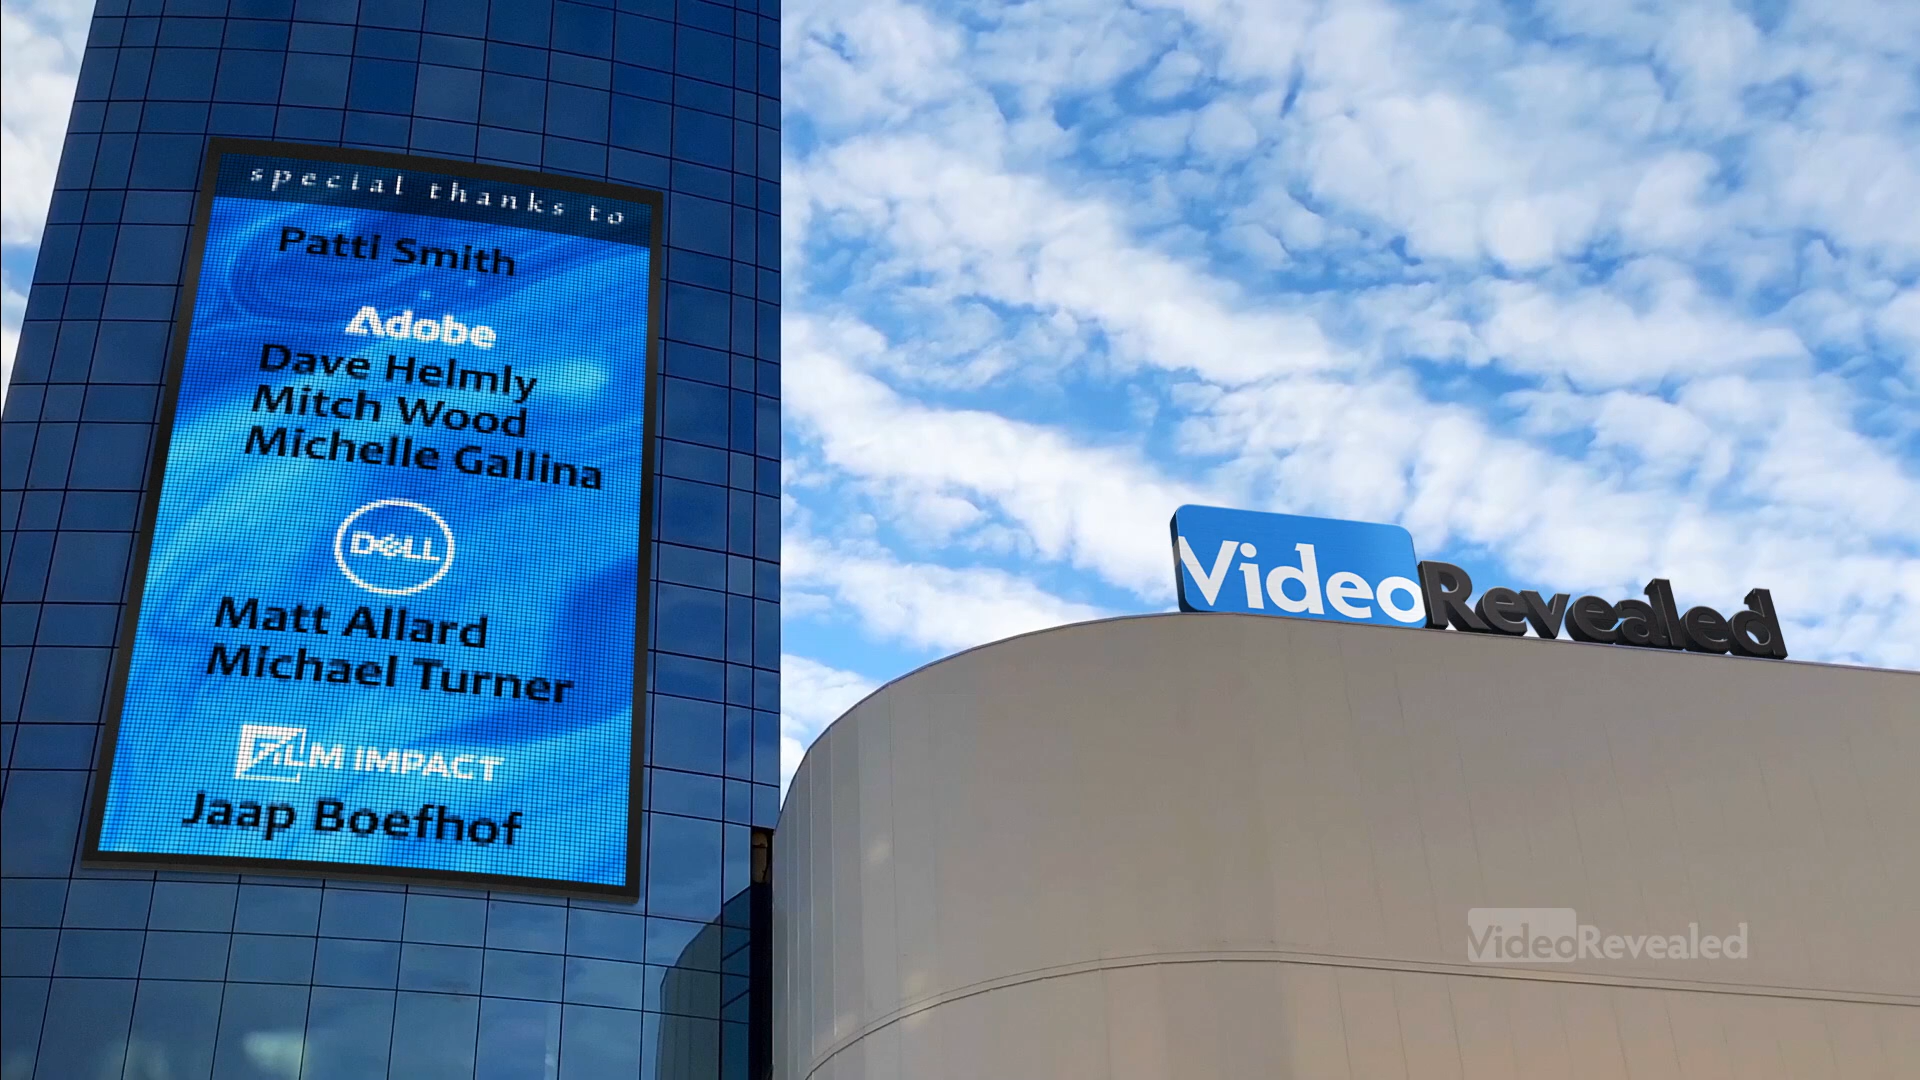 special thanks to
Patti Smith
Adobe
Dave Helmly
Mitch Wood
Michelle Gallina
DELL
Matt Allard
Michael Turner
FILM IMPACT
Jaap Boefhof
VideoRevealed
VideoRevealed